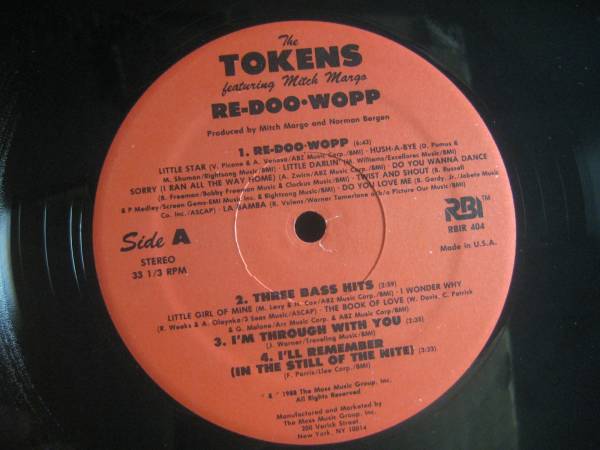 The
TOKENS
featuring Mitch Margo
RE-DOO•WOPP
Produced by Mitch Margo and Norman Bergen
1. RE-DOO•WOPP (6:43)
LITTLE STAR (V. Picone & A. Venosa/ABZ Music Corp./BMI) · HUSH-A-BYE (D. Pomus &
M. Shuman/Rightsong Music/BMI) · LITTLE DARLIN' (M. Williams/Excellorec Music/BMI)
SORRY (I RAN ALL THE WAY HOME) (A. Zwirn/ABZ Music Corp./BMI) · DO YOU WANNA DANCE
(B. Freeman/Bobby Freeman Music & Clockus Music/BMI) · TWIST AND SHOUT (B. Russell
& P Medley/Screen Gems-EMI Music Inc. & Rightsong Music/BMI) · DO YOU LOVE ME (B. Gordy, Jr./Jobete Music
Co. Inc./ASCAP) · LA BAMBA (R. Valens/Warner Tamerlane o/b/o Picture Our Music/BMI)
Side A
STEREO
33 1/3 RPM
RBI TM
RBIR 404
Made in U.S.A.
2. THREE BASS HITS (2:59)
LITTLE GIRL OF MINE (M. Levy & H. Cox/ABZ Music Corp./BMI) · I WONDER WHY
(R. Weeks & A. Oleynka/3 Seas Music/ASCAP) · THE BOOK OF LOVE (W. Davis, C. Patrick
& G. Malone/Arc Music Corp. & ABZ Music Corp/BMI)
3. I'M THROUGH WITH YOU (2:35)
(J. Warner/Traveling Music/BMI)
4. I'LL REMEMBER
(IN THE STILL OF THE NITE) (3:23)
(F. Parris/Llee Corp./BMI)
1988 The Moss Music Group, Inc.
All Rights Reserved
Manufactured and Marketed by
The Moss Music Group, Inc.
200 Varick Street
New York, NY 10014